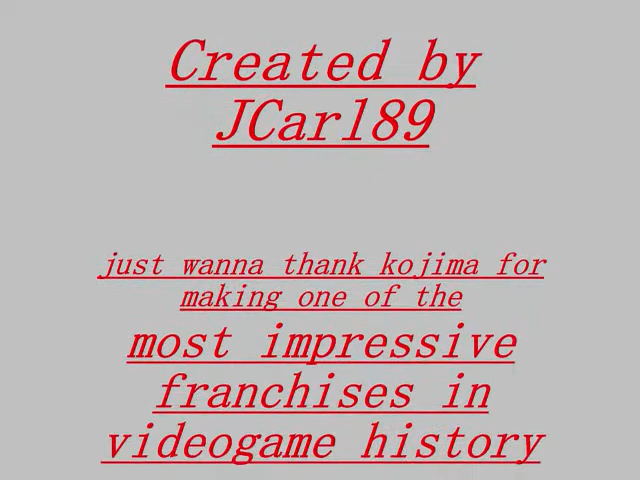 Created by
JCarl89
just wanna thank kojima for
making one of the
most impressive
franchises in
videogame history